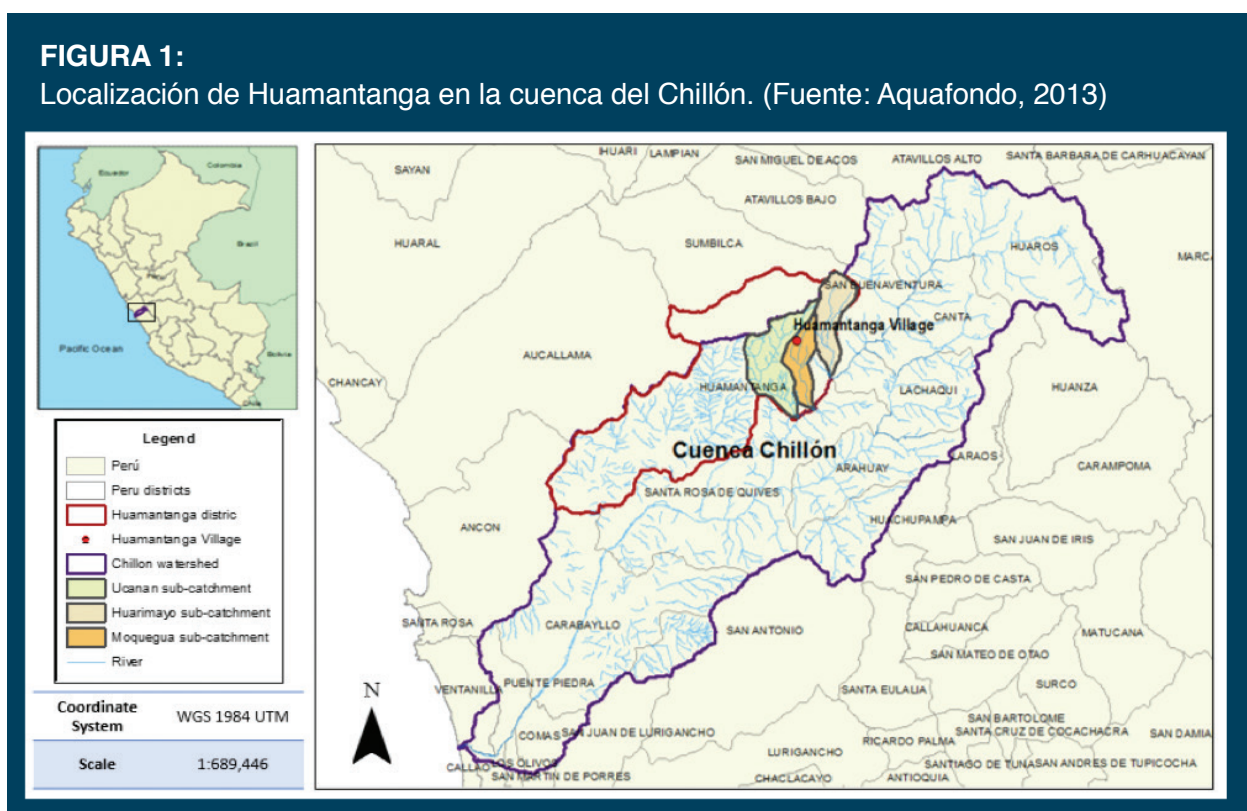 FIGURA 1:
Localización de Huamantanga en la cuenca del Chillón. (Fuente: Aquafondo, 2013)
Ecuador
Colombia
Brazil
Perú
Pacific Ocean
Bolivia
Chile
Legend
Perú
Peru districts
Huamantanga distric
Huamantanga Village
Chillon watershed
Ucanan sub-catchment
Huarimayo sub-catchment
Moquegua sub-catchment
River
Coordinate System
WGS 1984 UTM
Scale
1:689,446
IHUARI
LAMPIAN
SAN MIGUEL DE ACOS
ATAVILLOS ALTO
SANTA BARBARA DE CARHUACAYAN
SAYAN
ATAVILLOS BAJO
HUARAL
SUMBILCA
HUAROS
MARC
SAN BUENAVENTURA
Huamantanga Village
CANTA
AUCALLAMA
CHANCAY
HUAMANTANGA
LACHAQUI
HUANZA
Cuenca Chillón
ARAHUAY
LARAOS
CARAMPOMA
SANTA ROSA DE QUIVES
ANCON
HUACHUPAMPA
SAN JUAN DE IRIS
SAN PEDRO DE CASTA
SANTA ROSA
CARABAYLLO
SAN ANTONIO
CALLAHUANCA
MATUCANA
SAN MATEO DE OTAO
N
VENTANILLA
PUENTE PIEDRA
SANTA EULALIA
SURCO
SAN BARTOLOME
COMAS
SAN JUAN DE LURIGANCHO
RICARDO PALMA
SANTA CRUZ DE COCACHACRA
SAN DAMIA
LURIGANCHO
CALLAO
LOS OLIVOS
SANTIAGO DE TUNA
SAN ANDRES DE TUPICOCHA
SAN MARTIN DE PORRES
CHACLACAYO
ANTIOQUIA